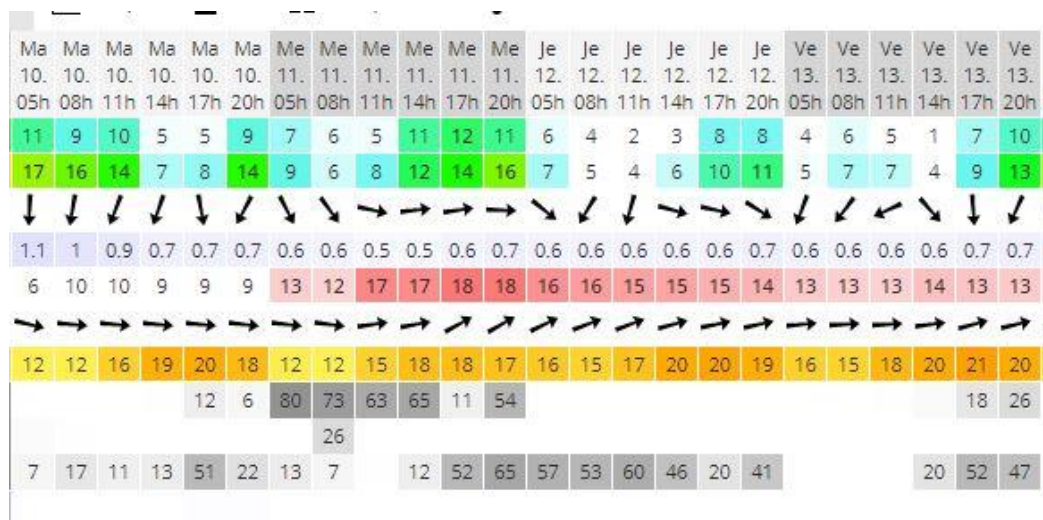 Ma Ma Ma Ma Ma Ma Me Me Me Me Me Me Je Je Je Je Je Je Ve Ve Ve Ve Ve Ve
10. 10. 10. 10. 10. 10. 11. 11. 11. 11. 11. 11. 12. 12. 12. 12. 12. 12. 13. 13. 13. 13. 13. 13.
05h 08h 11h 14h 17h 20h 05h 08h 11h 14h 17h 20h 05h 08h 11h 14h 17h 20h 05h 08h 11h 14h 17h 20h
11 9 10 5 5 9 7 6 5 11 12 11 6 4 2 3 8 8 4 6 5 1 7 10
17 16 14 7 8 14 9 6 8 12 14 16 7 5 4 6 10 11 5 7 7 4 9 13
1.1 1 0.9 0.7 0.7 0.7 0.6 0.6 0.5 0.5 0.6 0.7 0.6 0.6 0.6 0.6 0.6 0.7 0.6 0.6 0.6 0.6 0.7 0.7
6 10 10 9 9 9 13 12 17 17 18 18 16 16 15 15 15 14 13 13 13 14 13 13
12 12 16 19 20 18 12 12 15 18 18 17 16 15 17 20 20 19 16 15 18 20 21 20
12 6 80 73 63 65 11 54 18 26
26
7 17 11 13 51 22 13 7 12 52 65 57 53 60 46 20 41 20 52 47